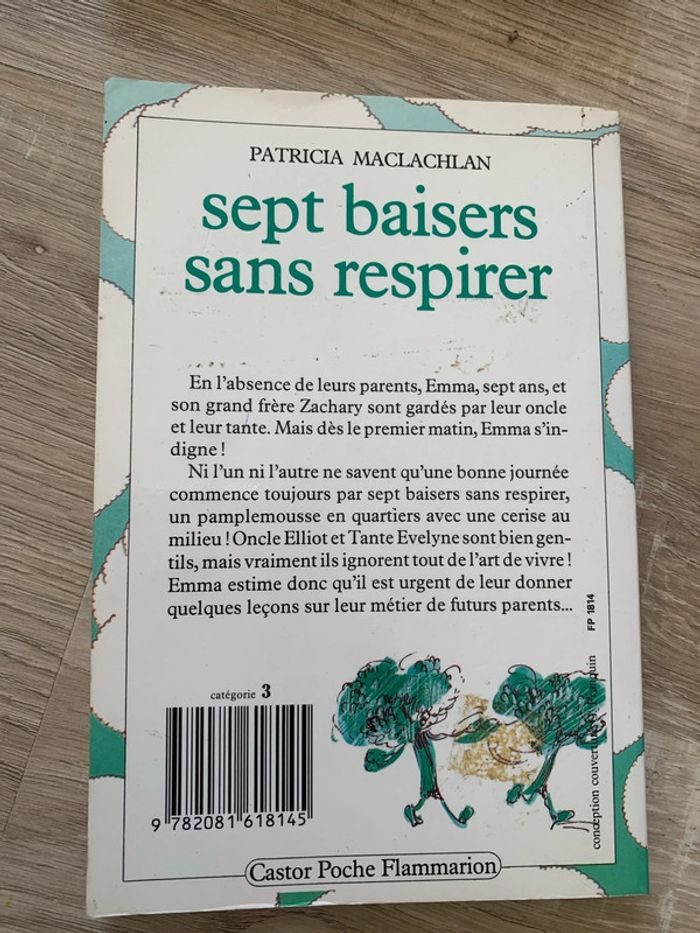 PATRICIA MACLACHLAN
sept baisers
sans respirer
En l'absence de leurs parents, Emma, sept ans, et
son grand frère Zachary sont gardés par leur oncle
et leur tante. Mais dès le premier matin, Emma s'in-
digne !
Ni l'un ni l'autre ne savent qu'une bonne journée
commence toujours par sept baisers sans respirer,
un pamplemousse en quartiers avec une cerise au
milieu ! Oncle Elliot et Tante Evelyne sont bien gen-
tils, mais vraiment ils ignorent tout de l'art de vivre !
Emma estime donc qu'il est urgent de leur donner
quelques leçons sur leur métier de futurs parents...
FP 1814
conception couverture
catégorie 3
9 782081 618145
Castor Poche Flammarion